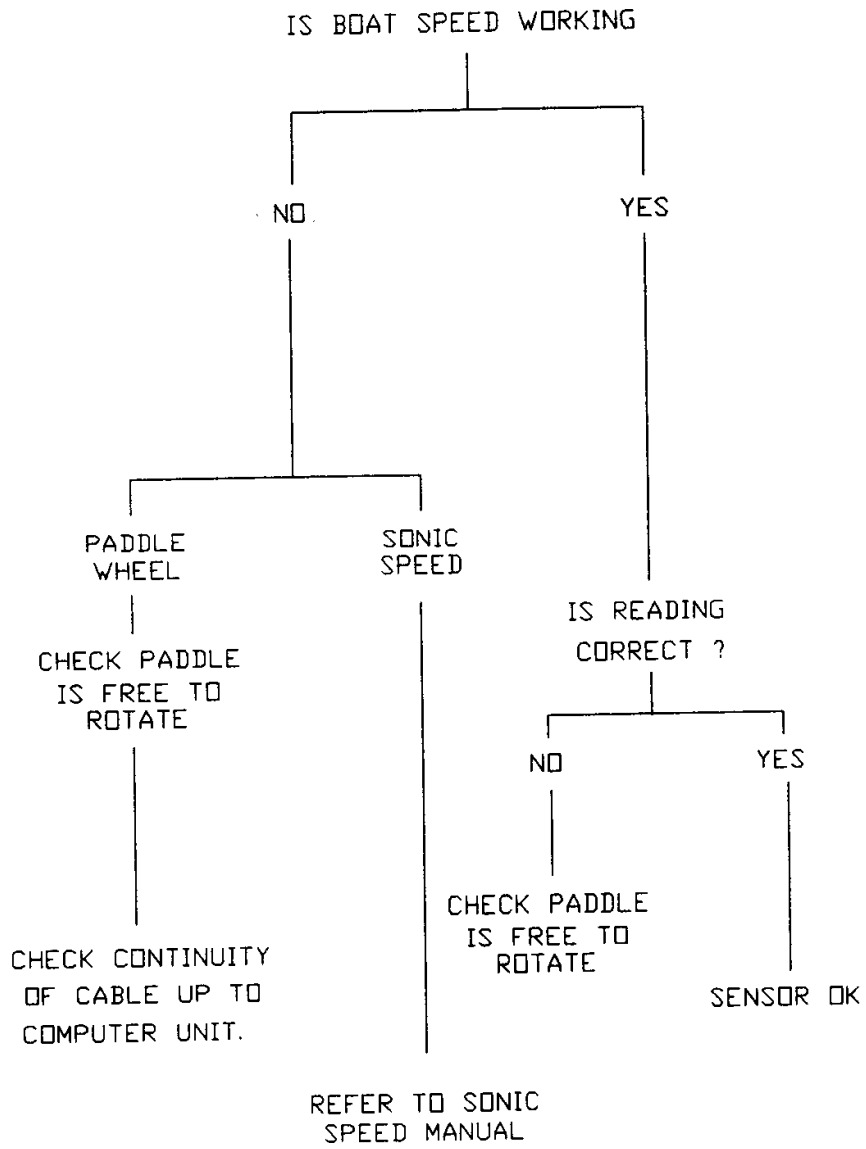 IS BOAT SPEED WORKING
NO
YES
PADDLE
WHEEL
SONIC
SPEED
CHECK PADDLE
IS FREE TO
ROTATE
CHECK CONTINUITY
OF CABLE UP TO
COMPUTER UNIT.
REFER TO SONIC
SPEED MANUAL
IS READING
CORRECT ?
NO
YES
CHECK PADDLE
IS FREE TO
ROTATE
SENSOR OK